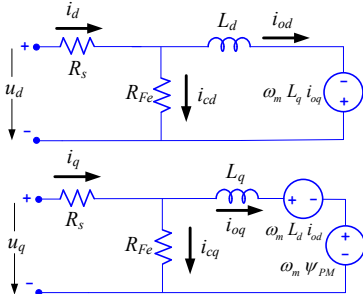 i_d
L_d
i_od
+
R_s
u_d
R_Fe
i_cd
-
+
ω_m L_q i_oq
-
i_q
+
R_s
L_q
+ -
i_oq
ω_m L_d i_od
u_q
R_Fe
i_cq
+
-
ω_m ψ_PM
-